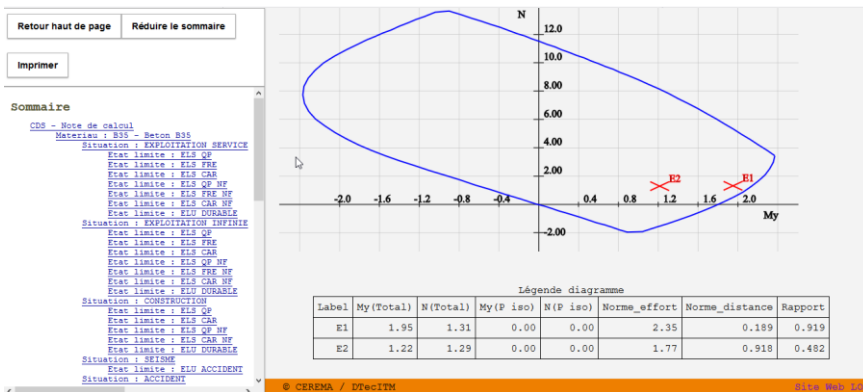 Retour haut de page
Réduire le sommaire
Imprimer
Sommaire
CDS - Note de calcul
Materiau : B35 - Beton B35
Situation : EXPLOITATION SERVICE
Etat limite : ELS QP
Etat limite : ELS FRE
Etat limite : ELS CAR
Etat limite : ELS QP NF
Etat limite : ELS FRE NF
Etat limite : ELS CAR NF
Etat limite : ELU DURABLE
Situation : EXPLOITATION INFINIE
Etat limite : ELS QP
Etat limite : ELS FRE
Etat limite : ELS CAR
Etat limite : ELS QP NF
Etat limite : ELS FRE NF
Etat limite : ELS CAR NF
Etat limite : ELU DURABLE
Situation : CONSTRUCTION
Etat limite : ELS QP
Etat limite : ELS CAR
Etat limite : ELS QP NF
Etat limite : ELS CAR NF
Etat limite : ELU DURABLE
Situation : SEISME
Etat limite : ELU ACCIDENT
Situation : ACCIDENT
N
12.0
10.0
8.00
6.00
4.00
2.00
E2 E1
-2.0 -1.6 -1.2 -0.8 -0.4 0.4 0.8 1.2 1.6 2.0
My
-2.00
Légende diagramme
Label My(Total) N(Total) My(P iso) N(P iso) Norme_effort Norme_distance Rapport
E1 1.95 1.31 0.00 0.00 2.35 0.189 0.919
E2 1.22 1.29 0.00 0.00 1.77 0.918 0.482
© CEREMA / DTecITM
Site Web LO